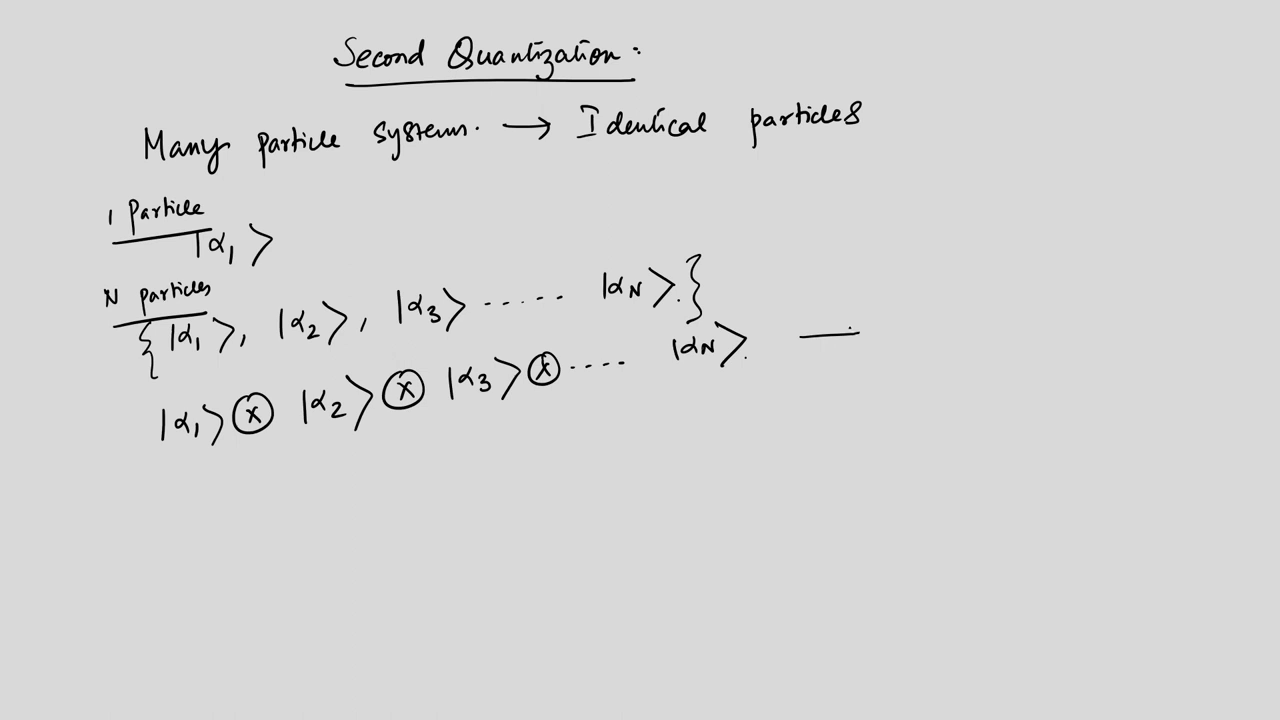 Second Quantization.
Many particle systems. → Identical particles
1 Particle
|α₁⟩
N particles
{ |α₁⟩, |α₂⟩, |α₃⟩ ...... |αN⟩. }
|α₁⟩ ⊗ |α₂⟩ ⊗ |α₃⟩ ⊗ .... |αN⟩. —